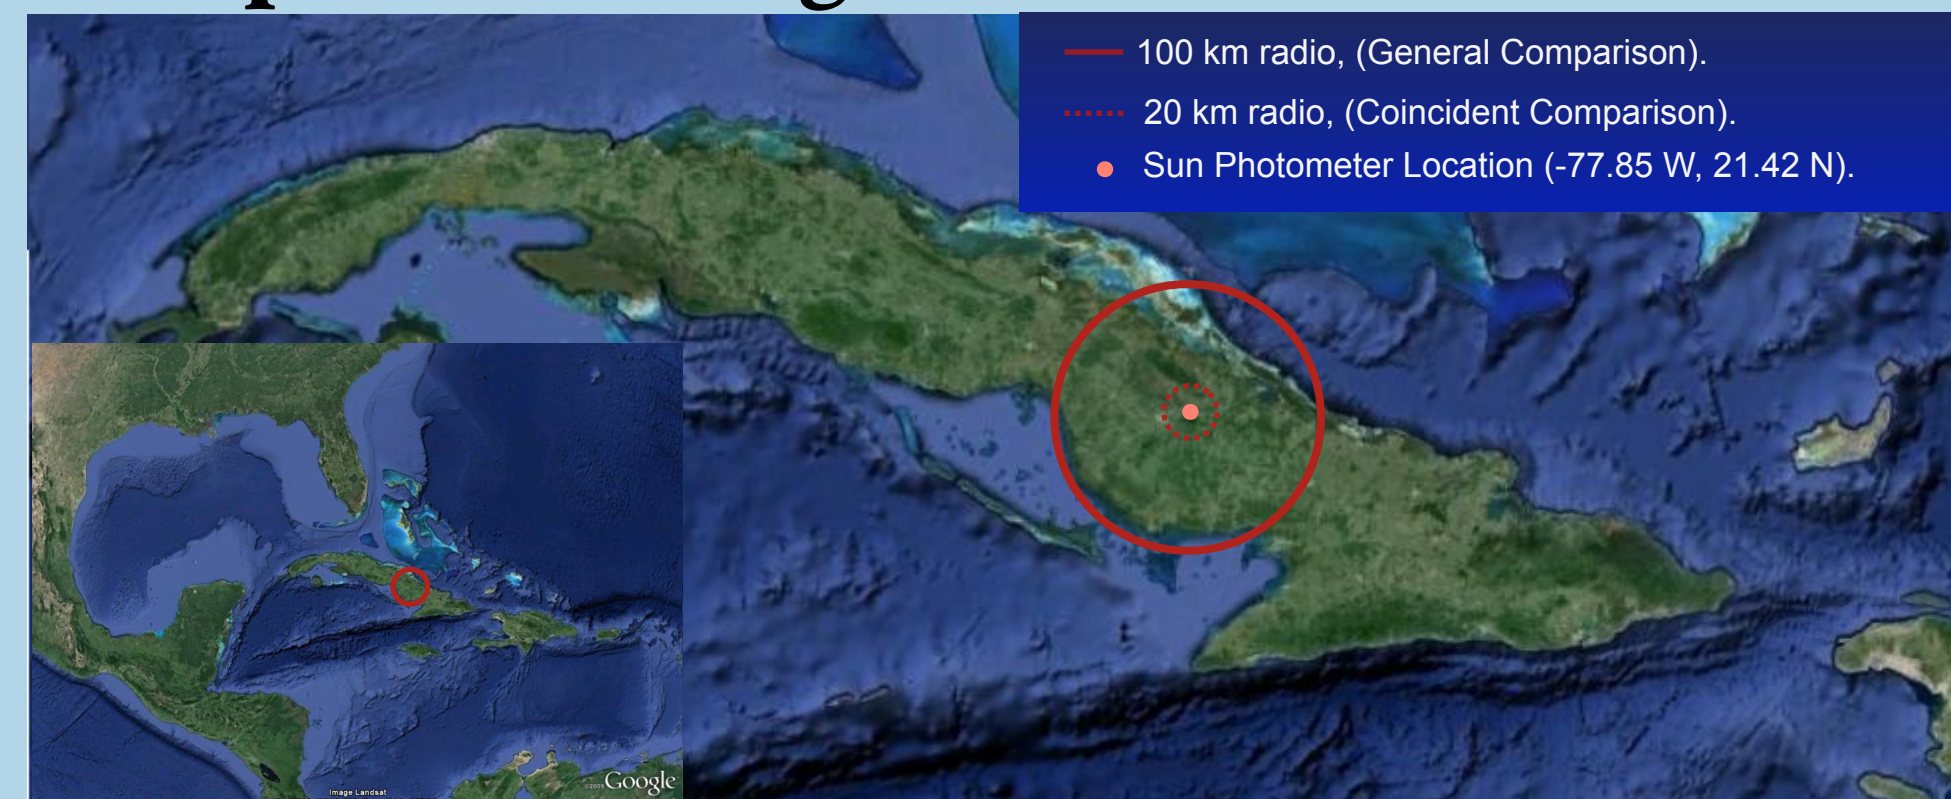 100 km radio, (General Comparison).
20 km radio, (Coincident Comparison).
Sun Photometer Location (-77.85 W, 21.42 N).
©2009 Google
Image Landsat